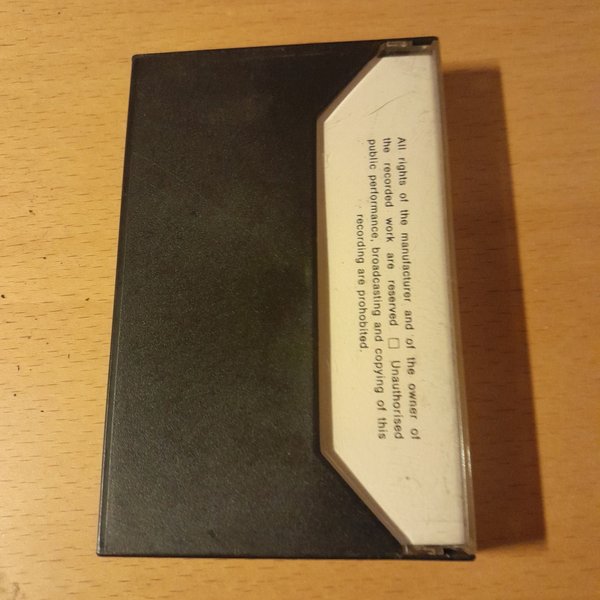 All rights of the manufacturer and of the owner of
the recorded work are reserved □ Unauthorised
public performance, broadcasting and copying of this
recording are prohobited.